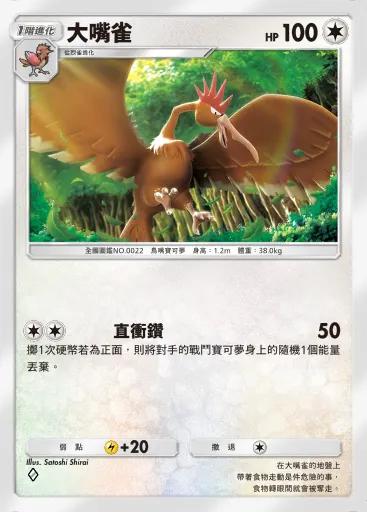 1階進化
大嘴雀
HP 100
從烈雀進化
全國圖鑑NO.0022 鳥嘴寶可夢 身高：1.2m 體重：38.0kg
直衝鑽 50
擲1次硬幣若為正面，則將對手的戰鬥寶可夢身上的隨機1個能量
丟棄。
弱點 +20 撤退
Illus. Satoshi Shirai
在大嘴雀的地盤上
帶著食物走動是件危險的事，
食物轉眼間就會被奪走。